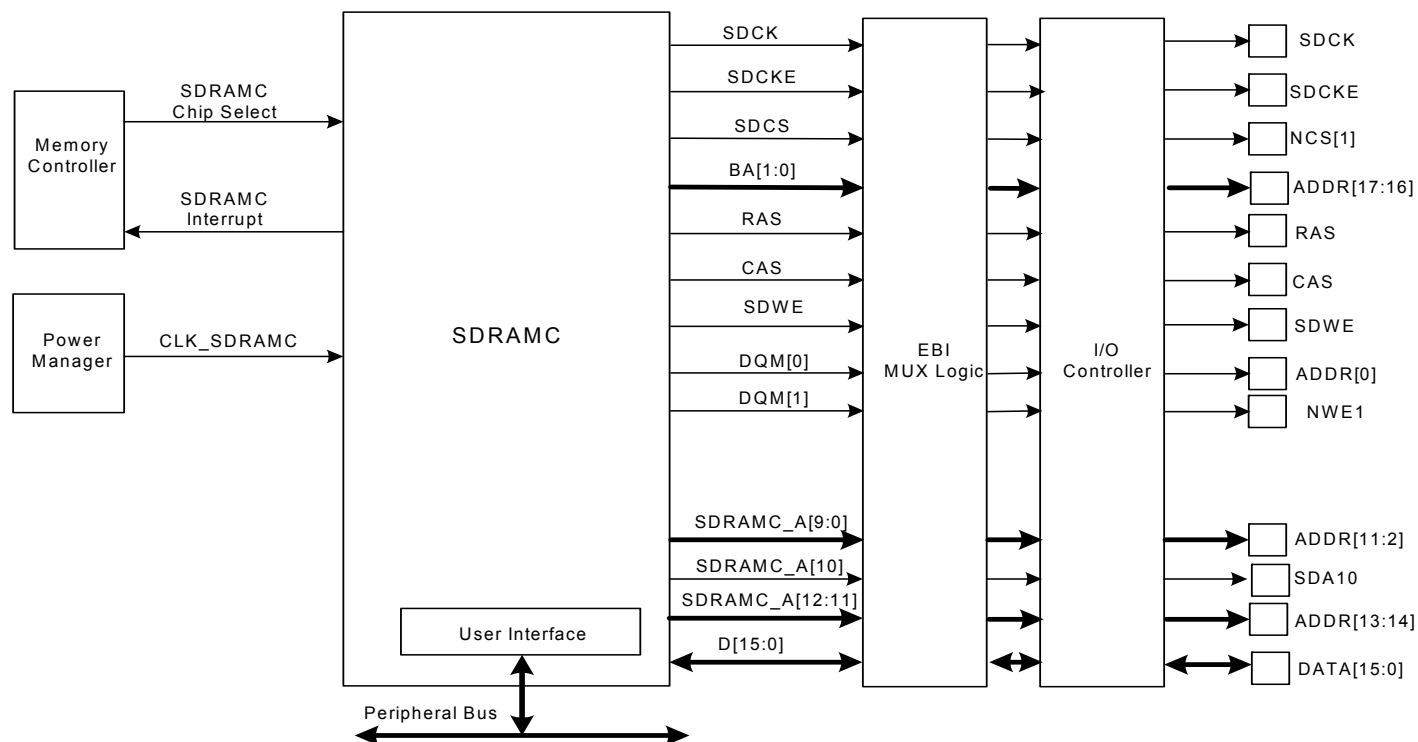 SDRAMC
Chip Select
Memory
Controller
SDRAMC
Interrupt
Power
Manager
CLK_SDRAMC
SDRAMC
User Interface
Peripheral Bus
SDCK
SDCKE
SDCS
BA[1:0]
RAS
CAS
SDWE
DQM[0]
DQM[1]
SDRAMC_A[9:0]
SDRAMC_A[10]
SDRAMC_A[12:11]
D[15:0]
EBI
MUX Logic
I/O
Controller
SDCK
SDCKE
NCS[1]
ADDR[17:16]
RAS
CAS
SDWE
ADDR[0]
NWE1
ADDR[11:2]
SDA10
ADDR[13:14]
DATA[15:0]